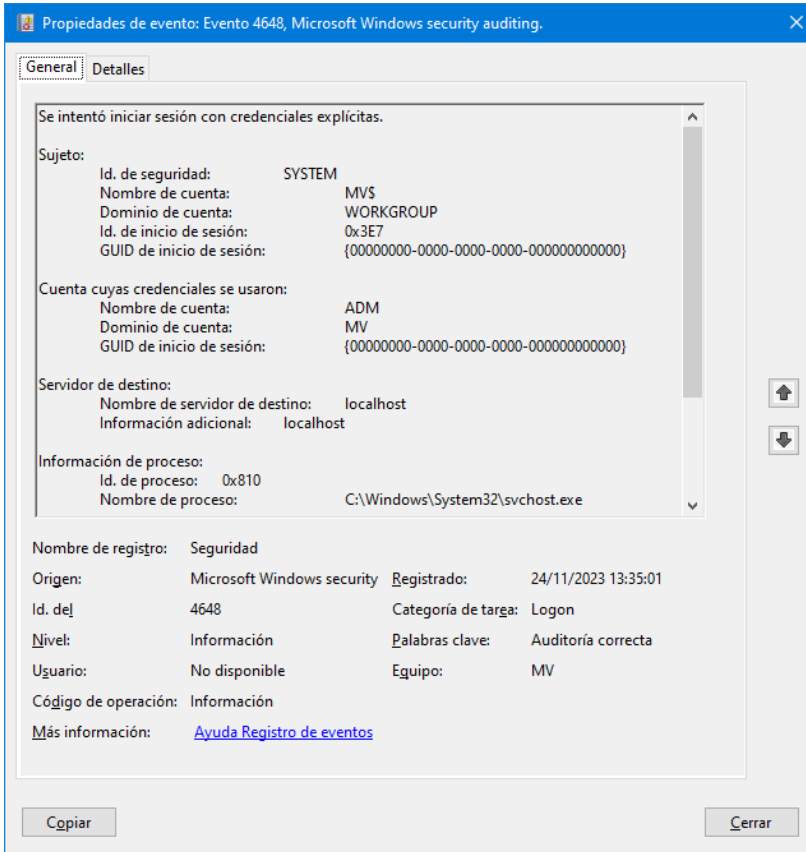 Propiedades de evento: Evento 4648, Microsoft Windows security auditing.
General Detalles
Se intentó iniciar sesión con credenciales explícitas.
Sujeto:
Id. de seguridad: SYSTEM
Nombre de cuenta: MV$
Dominio de cuenta: WORKGROUP
Id. de inicio de sesión: 0x3E7
GUID de inicio de sesión: {00000000-0000-0000-0000-000000000000}
Cuenta cuyas credenciales se usaron:
Nombre de cuenta: ADM
Dominio de cuenta: MV
GUID de inicio de sesión: {00000000-0000-0000-0000-000000000000}
Servidor de destino:
Nombre de servidor de destino: localhost
Información adicional: localhost
Información de proceso:
Id. de proceso: 0x810
Nombre de proceso: C:\Windows\System32\svchost.exe
Nombre de registro: Seguridad
Origen: Microsoft Windows security Registrado: 24/11/2023 13:35:01
Id. del 4648 Categoría de tarea: Logon
Nivel: Información Palabras clave: Auditoría correcta
Usuario: No disponible Equipo: MV
Código de operación: Información
Más información: Ayuda Registro de eventos
Copiar Cerrar